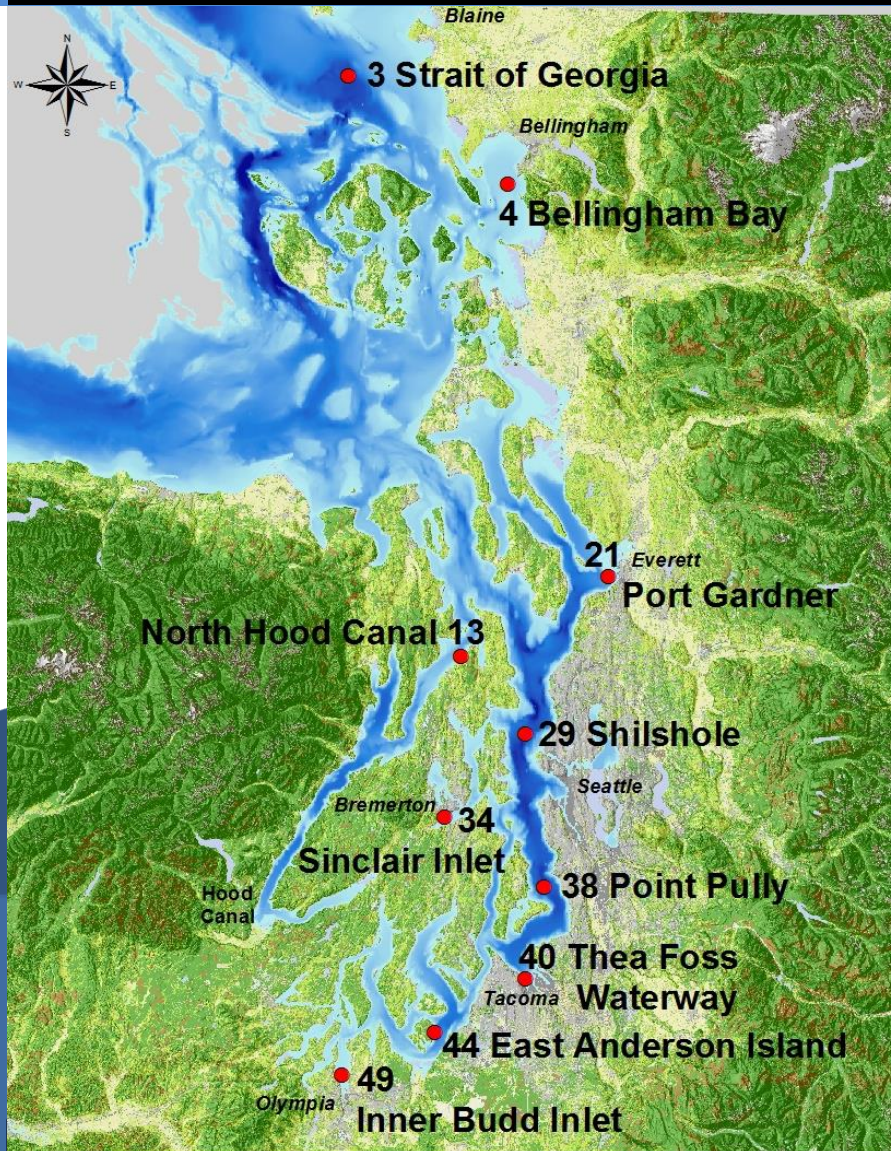 Blaine
N
W E
S
3 Strait of Georgia
Bellingham
4 Bellingham Bay
21 Everett
Port Gardner
North Hood Canal 13
29 Shilshole
Seattle
Bremerton 34
Sinclair Inlet
38 Point Pully
Hood
Canal
40 Thea Foss
Tacoma Waterway
44 East Anderson Island
49
Olympia
Inner Budd Inlet